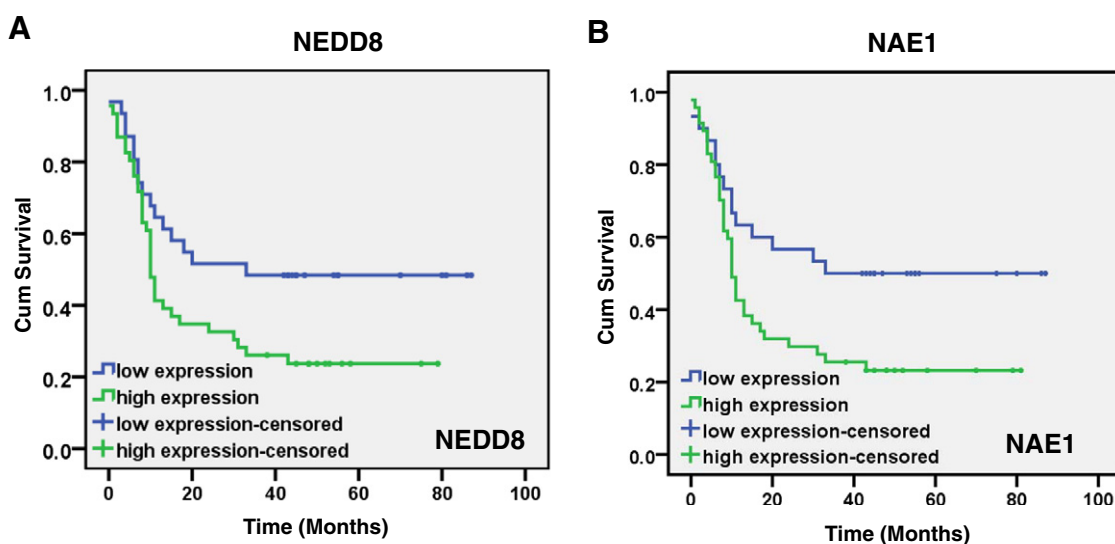 A
NEDD8
Cum Survival
1.0
0.8
0.6
0.4
0.2
0.0
low expression
high expression
low expression-censored
high expression-censored
NEDD8
0 20 40 60 80 100
Time (Months)
B
NAE1
Cum Survival
1.0
0.8
0.6
0.4
0.2
0.0
low expression
high expression
low expression-censored
high expression-censored
NAE1
0 20 40 60 80 100
Time (Months)